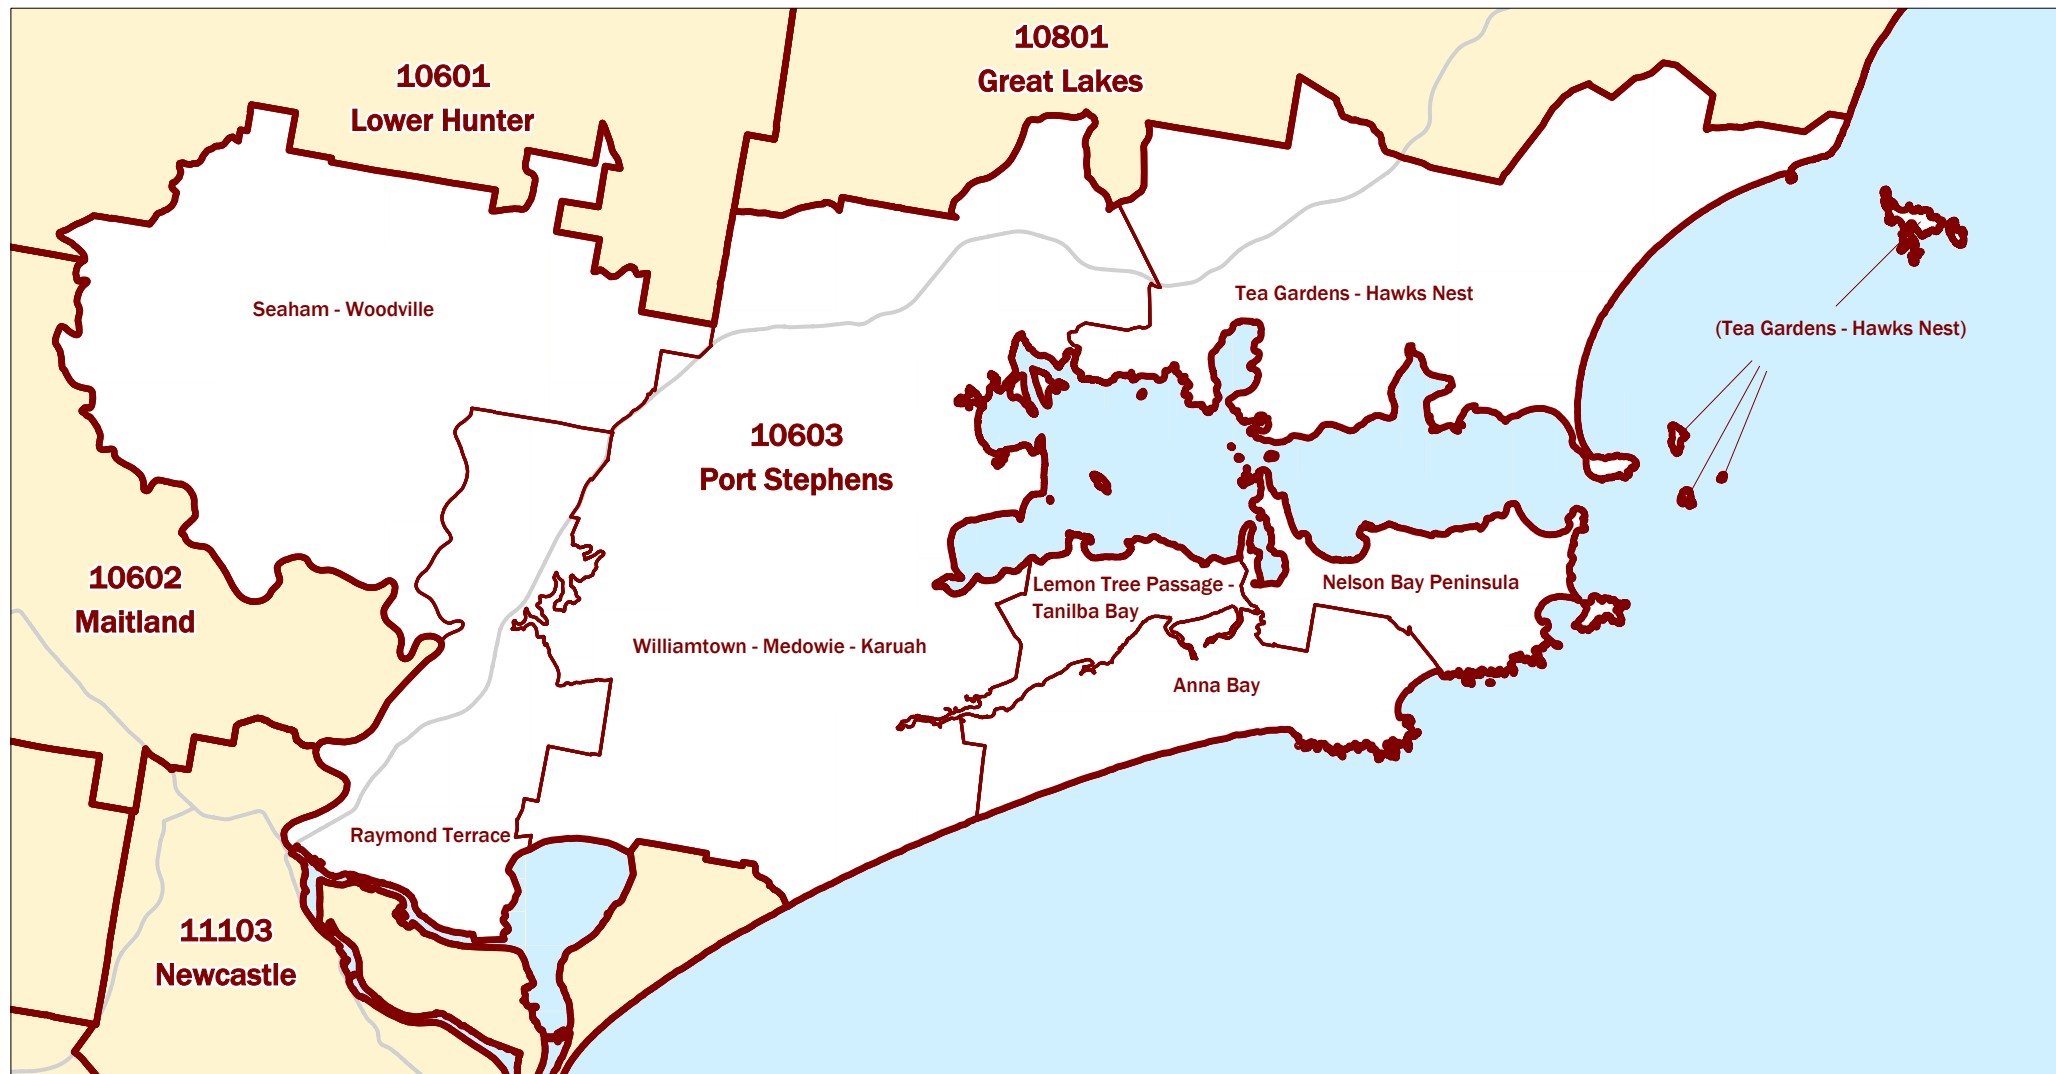 10801
Great Lakes
10601
Lower Hunter
Seaham - Woodville
Tea Gardens - Hawks Nest
(Tea Gardens - Hawks Nest)
10603
Port Stephens
10602
Maitland
Lemon Tree Passage -
Tanilba Bay
Nelson Bay Peninsula
Williamtown - Medowie - Karuah
Anna Bay
Raymond Terrace
11103
Newcastle